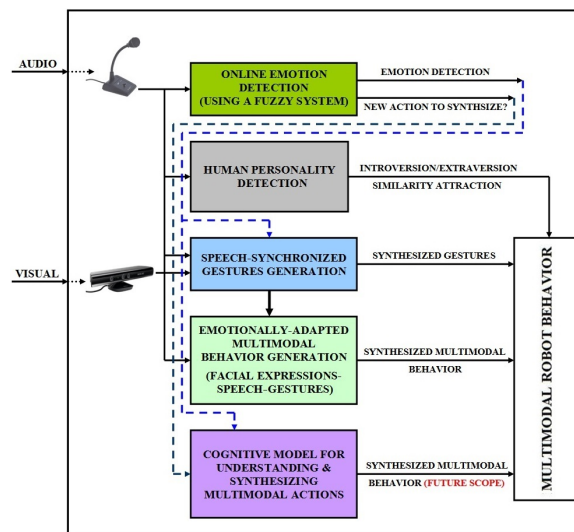 AUDIO
ONLINE EMOTION
DETECTION
(USING A FUZZY SYSTEM)
EMOTION DETECTION
NEW ACTION TO SYNTHSIZE?
HUMAN PERSONALITY
DETECTION
INTROVERSION/EXTRAVERSION
SIMILARITY ATTRACTION
VISUAL
SPEECH-SYNCHRONIZED
GESTURES GENERATION
SYNTHESIZED GESTURES
EMOTIONALLY-ADAPTED
MULTIMODAL
BEHAVIOR GENERATION
(FACIAL EXPRESSIONS-
SPEECH-GESTURES)
SYNTHESIZED MULTIMODAL
BEHAVIOR
COGNITIVE MODEL FOR
UNDERSTANDING &
SYNTHESIZING
MULTIMODAL ACTIONS
SYNTHESIZED MULTIMODAL
BEHAVIOR (FUTURE SCOPE)
MULTIMODAL ROBOT BEHAVIOR